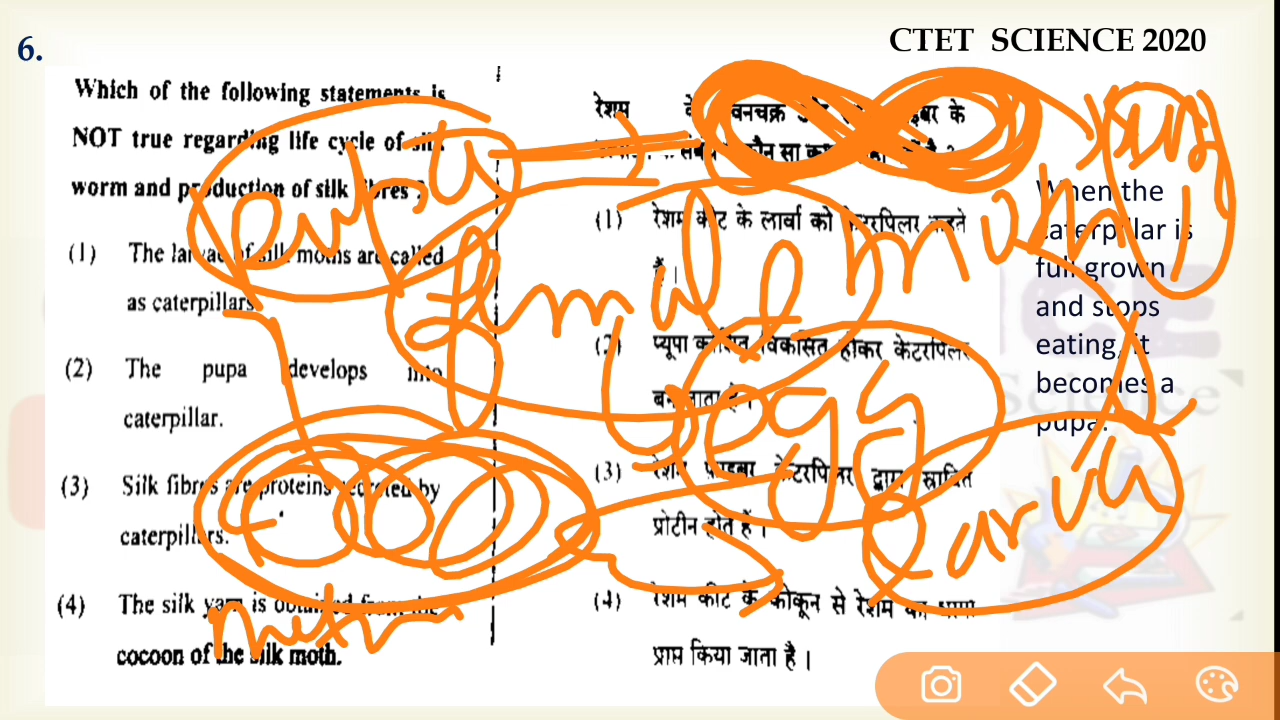 6.
CTET SCIENCE 2020
Which of the following statements is
NOT true regarding life cycle of silk
worm and production of silk fibres ?
(1) The larvae of silk moths are called
as caterpillars.
(2) The pupa develops into
caterpillar.
(3) Silk fibres are proteins secreted by
caterpillars.
(4) The silk yarn is obtained from the
cocoon of the silk moth.
रेशम के
(1) रेशम कीट के लार्वा को केटरपिलर कहते
हैं ।
(2) प्यूपा विकसित होकर केटरपिलर
बन जाता है ।
(3) रेशम फाइबर केटरपिलर द्वारा स्रावित
प्रोटीन होते हैं ।
(4) रेशम कीट के कोकून से रेशम का धागा
प्राप्त किया जाता है ।
When the
caterpillar is
full grown
and stops
eating, it
becomes a
pupa.
pupa
moth
egg
Larva